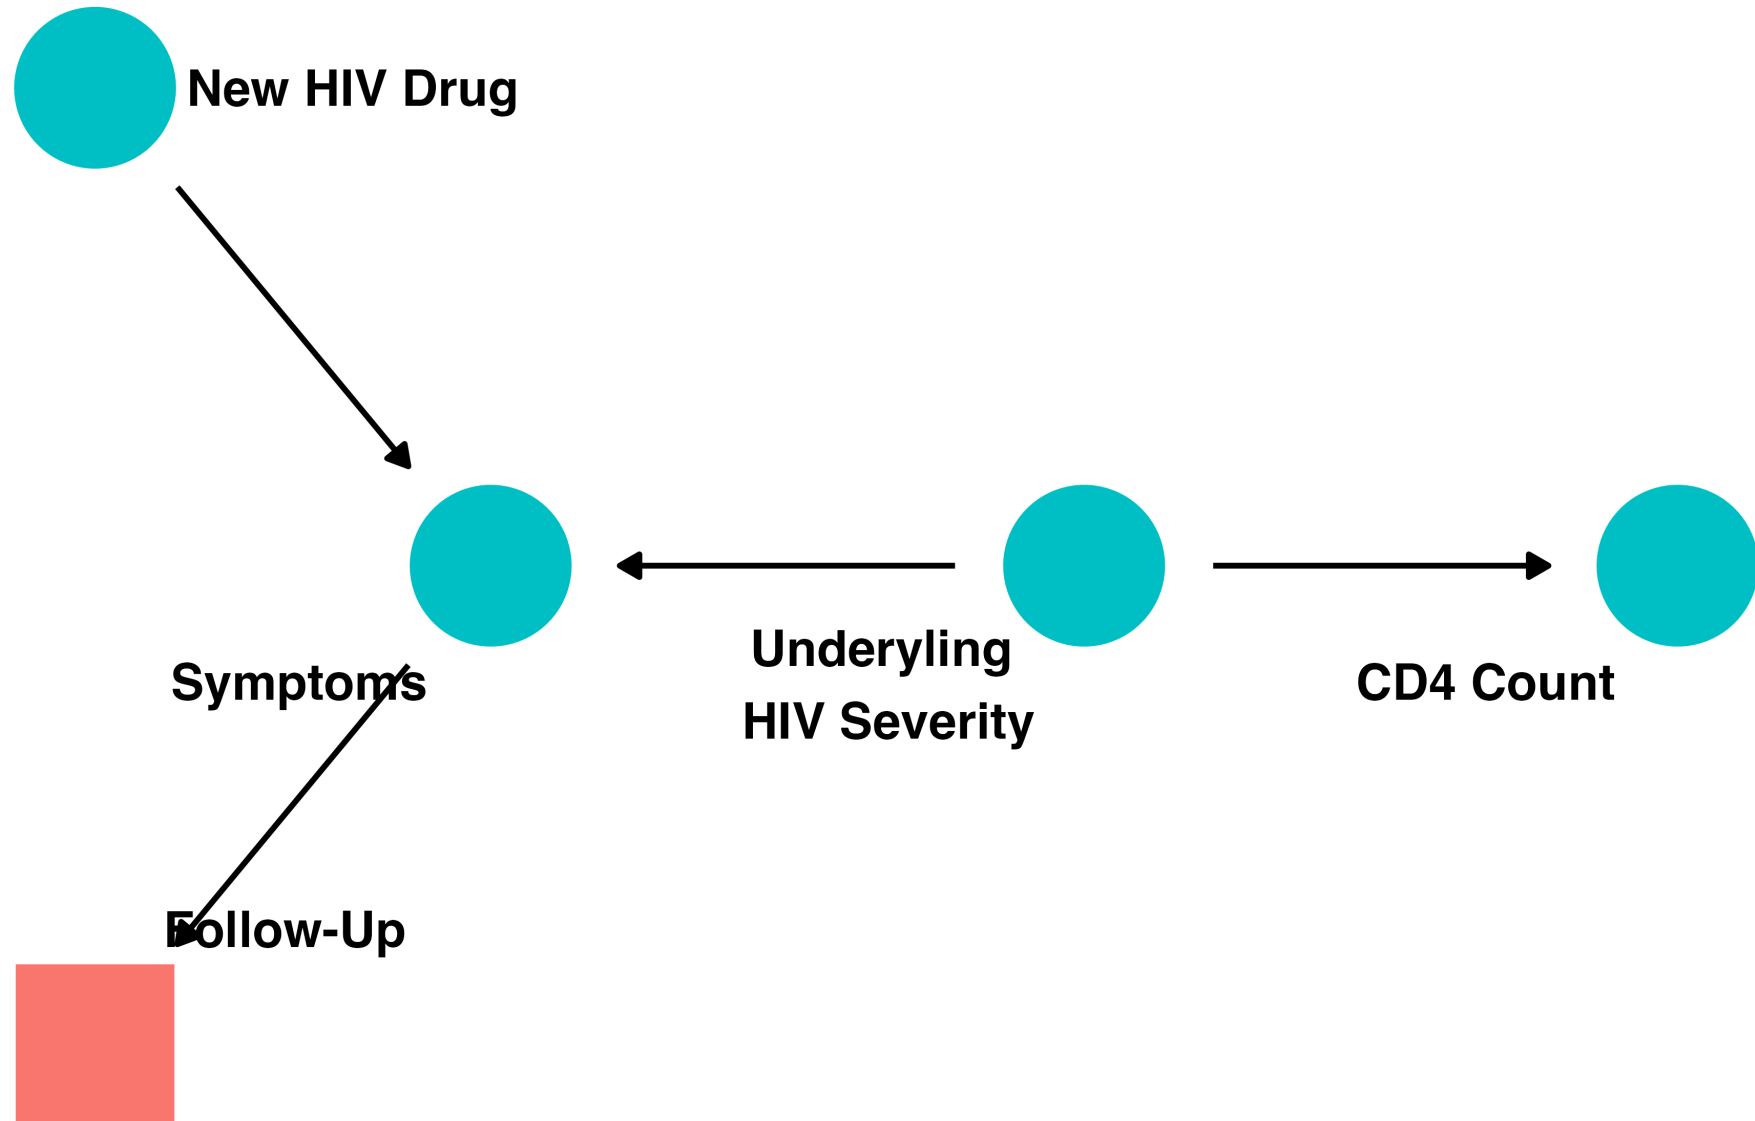 New HIV Drug
Underyling
HIV Severity
Symptoms
CD4 Count
Follow-Up